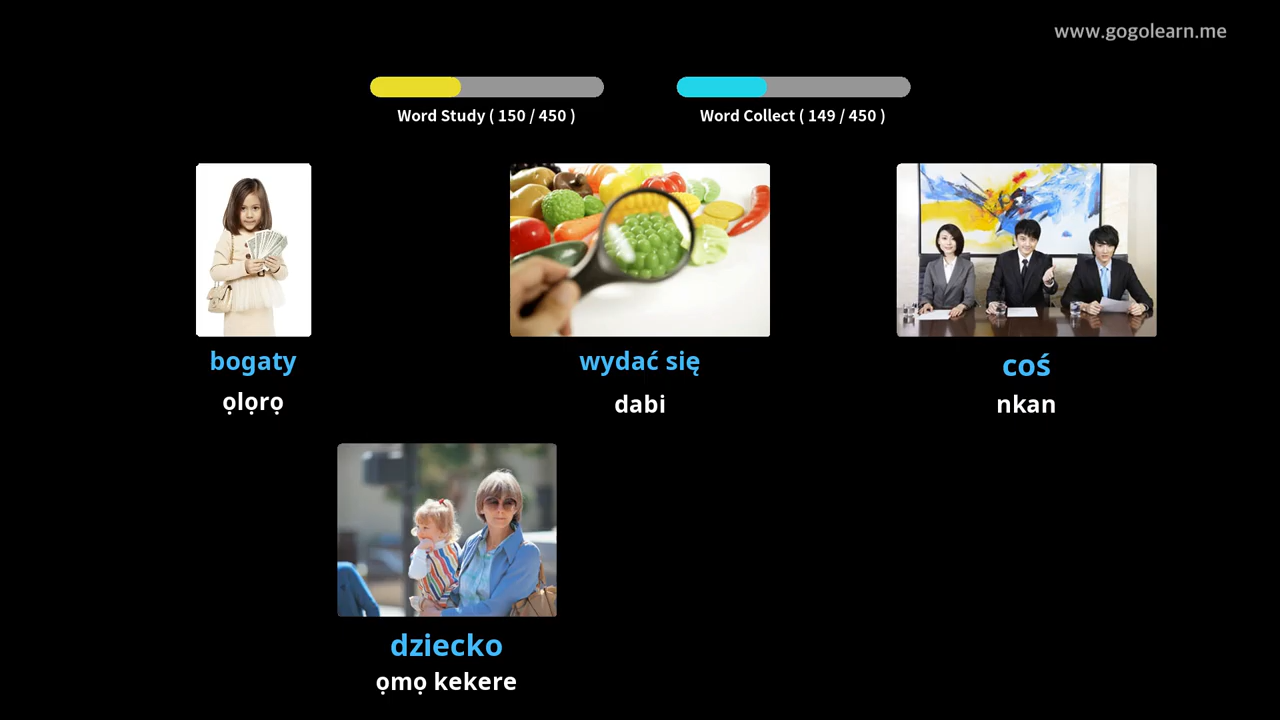 www.gogolearn.me
Word Study ( 150 / 450 )
Word Collect ( 149 / 450 )
bogaty
wydać się
coś
ọlọrọ
dabi
nkan
dziecko
ọmọ kekere